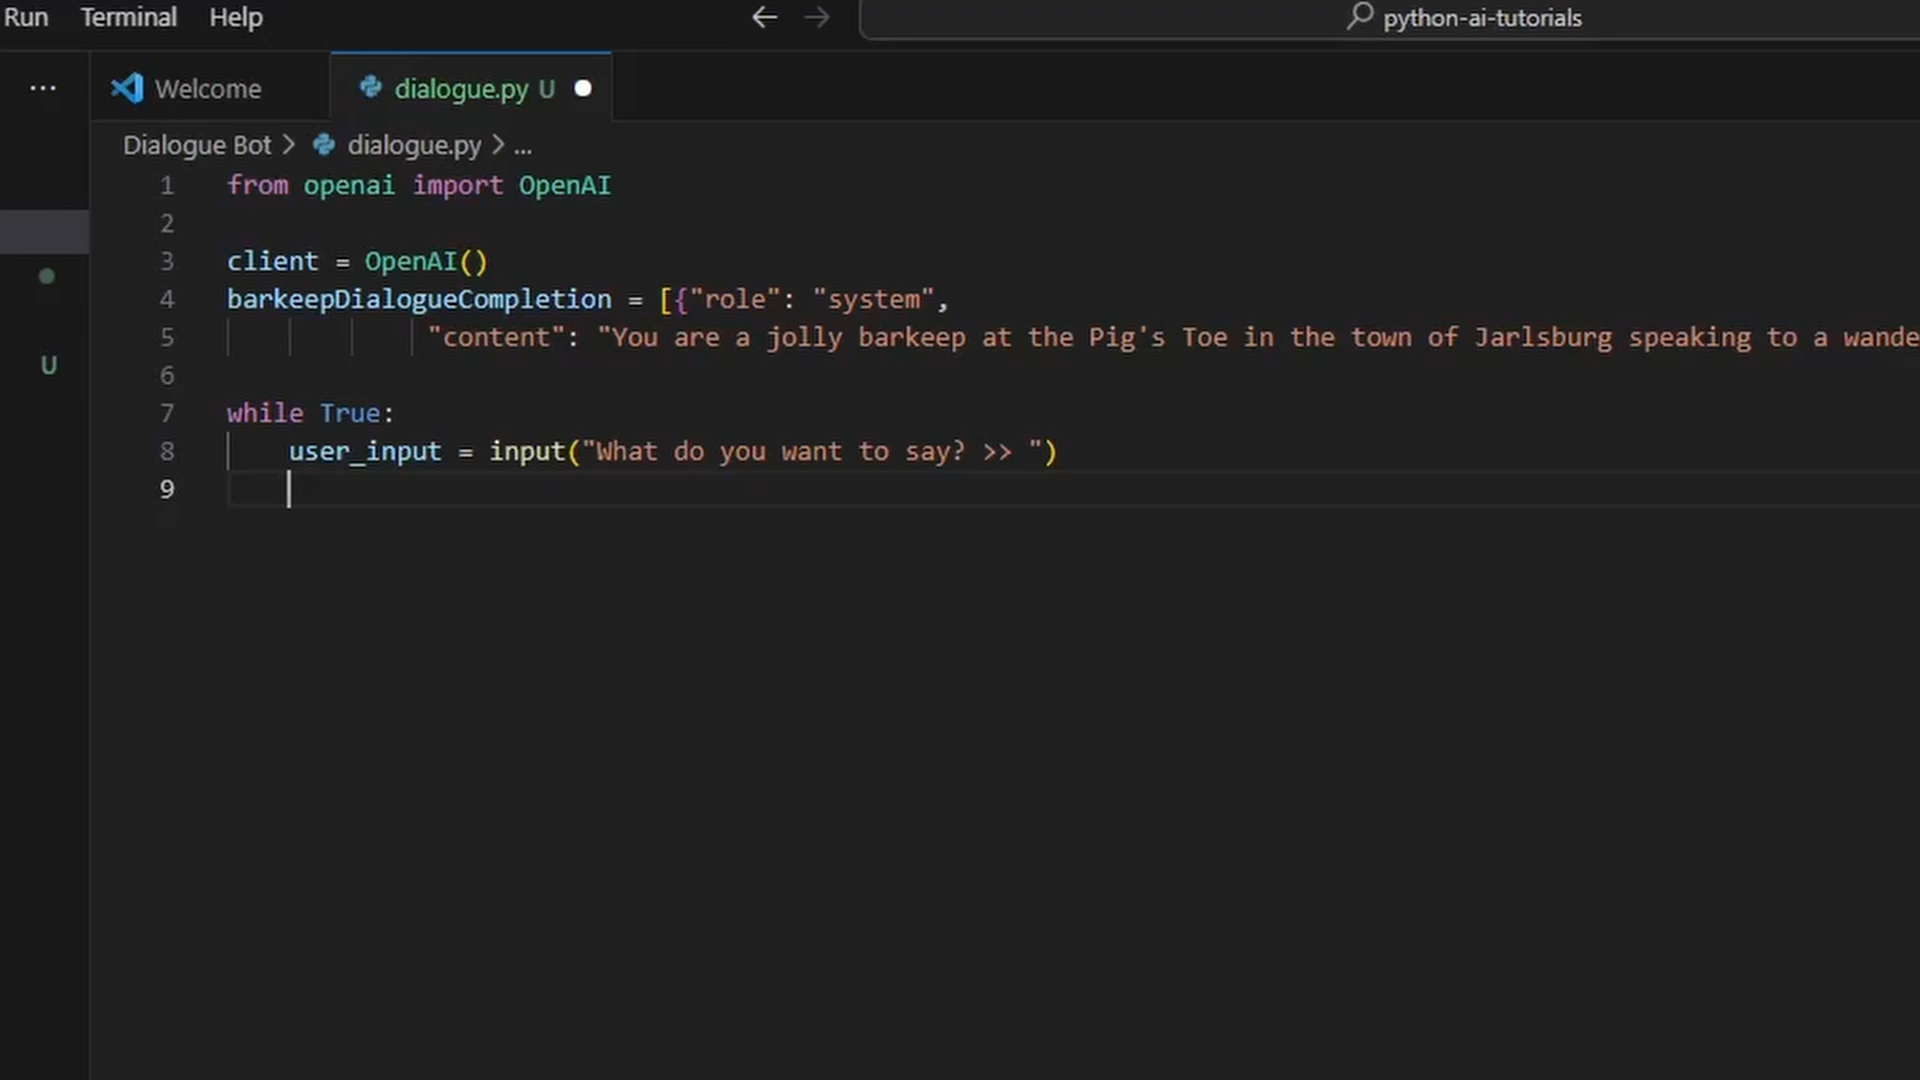 Run Terminal Help
python-ai-tutorials
Welcome
dialogue.py U
Dialogue Bot > dialogue.py > ...
1 from openai import OpenAI
2
3 client = OpenAI()
4 barkeepDialogueCompletion = [{"role": "system",
5 "content": "You are a jolly barkeep at the Pig's Toe in the town of Jarlsburg speaking to a wande
6
7 while True:
8 user_input = input("What do you want to say? >> ")
9
U